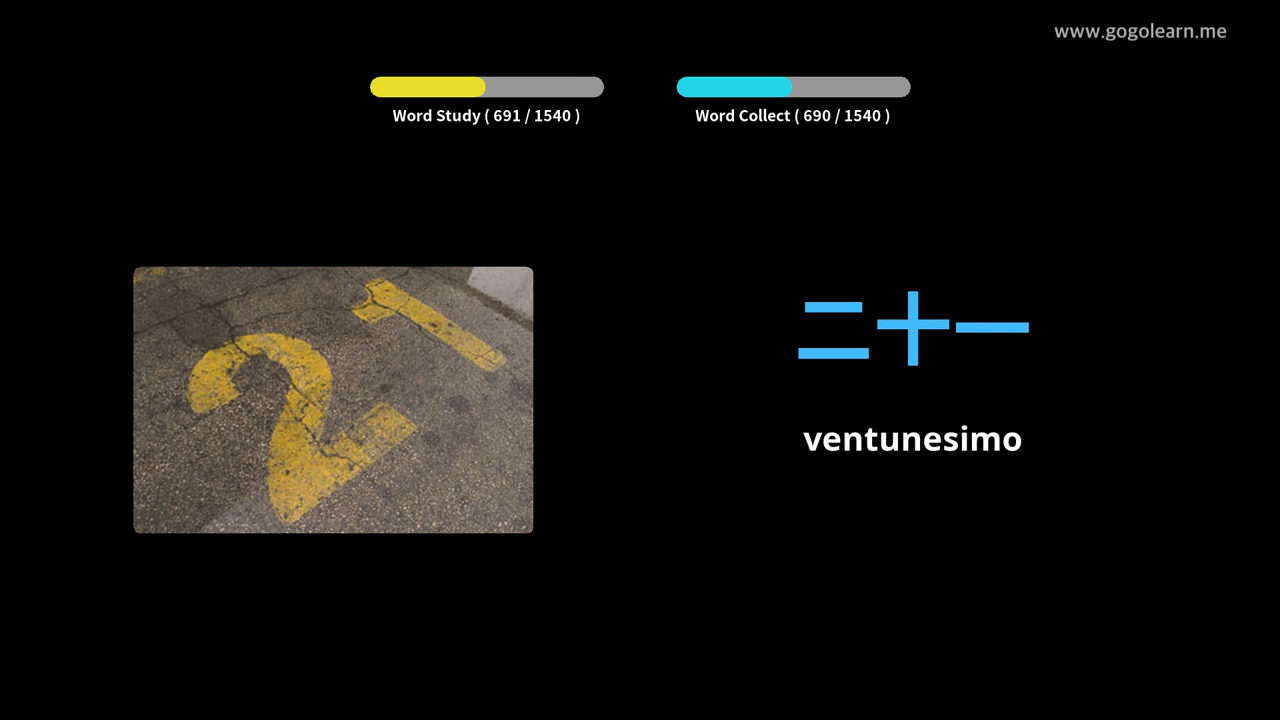 www.gogolearn.me
Word Study ( 691 / 1540 )
Word Collect ( 690 / 1540 )
21
二十一
ventunesimo